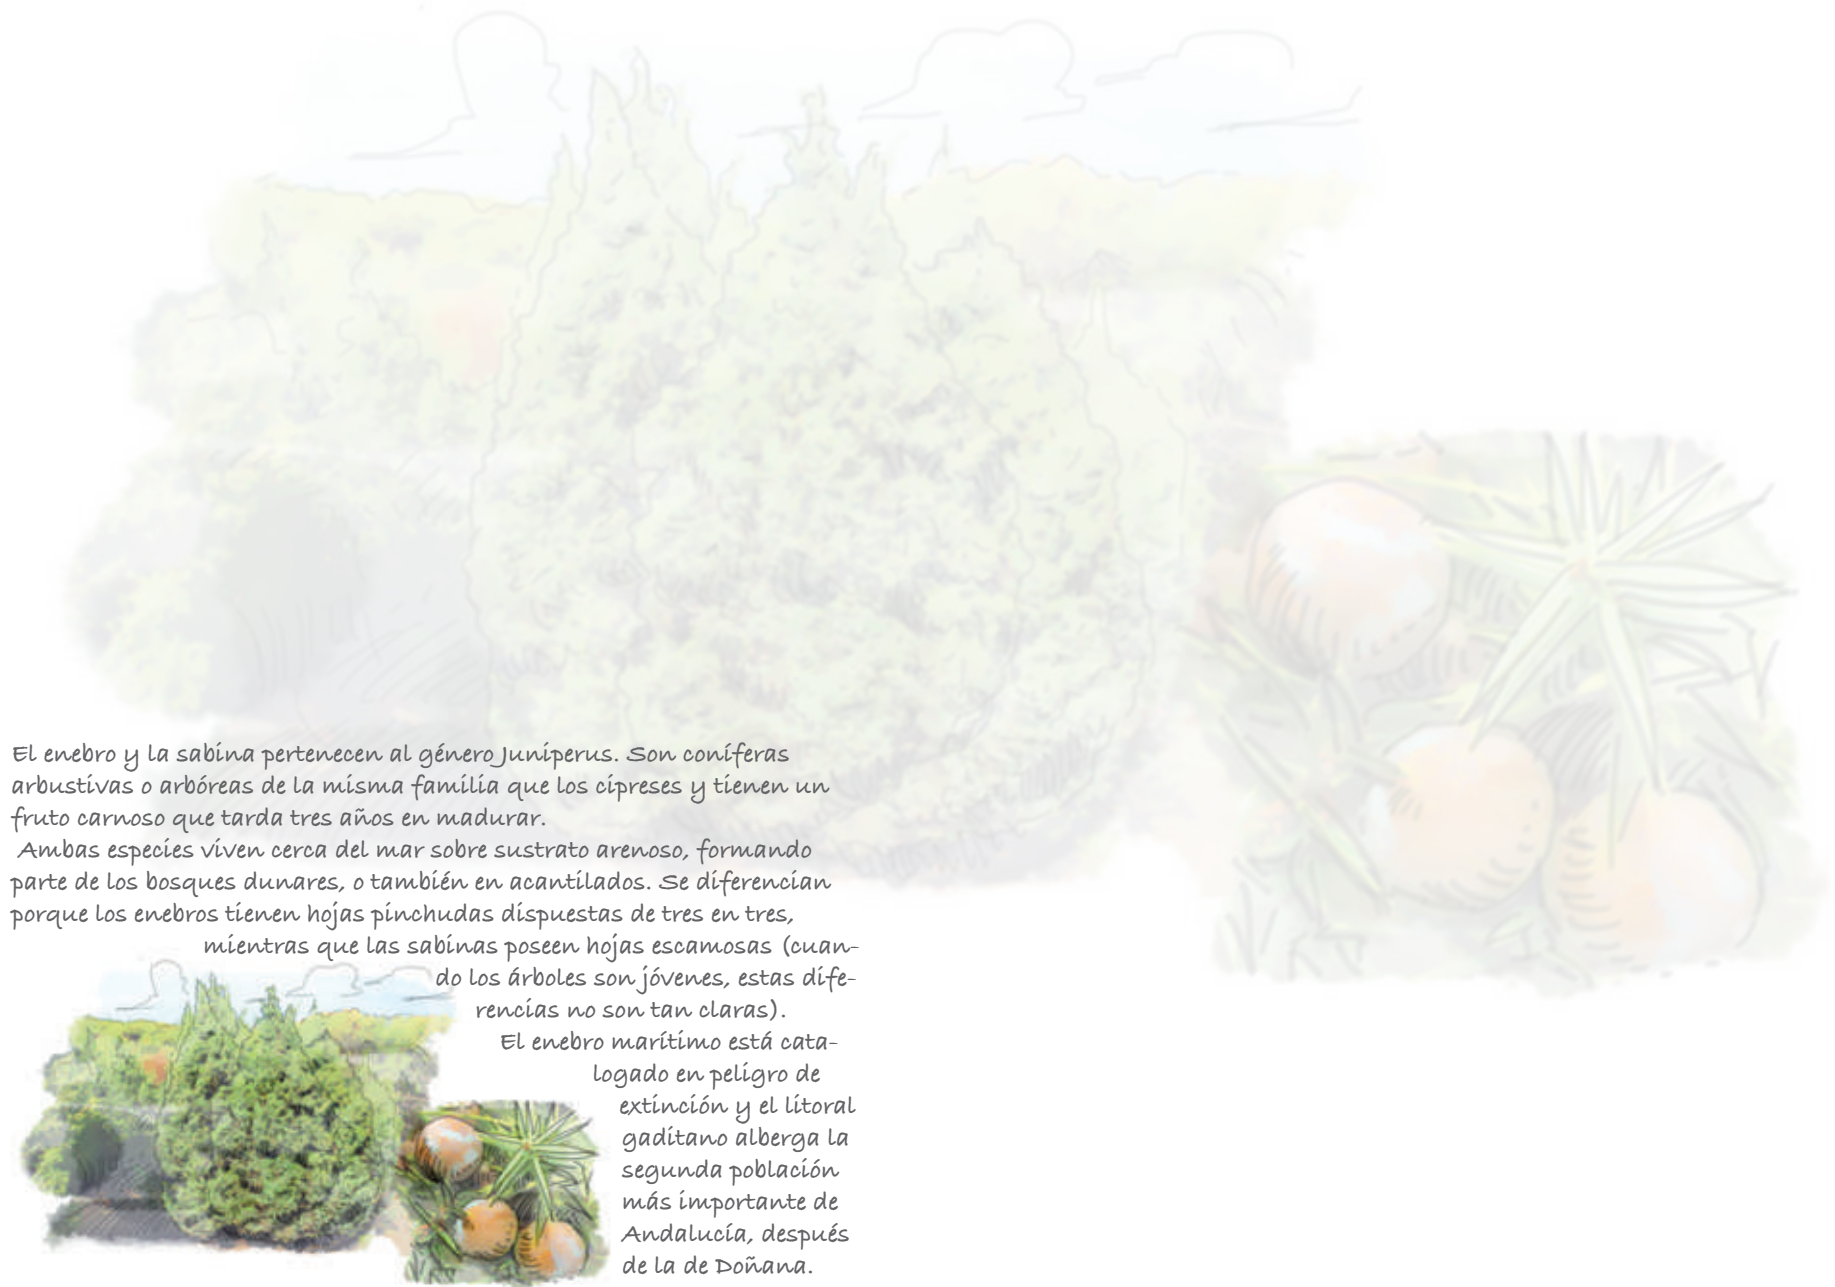 El enebro y la sabina pertenecen al género Juniperus. Son coníferas
arbustivas o arbóreas de la misma familia que los cipreses y tienen un
fruto carnoso que tarda tres años en madurar.
Ambas especies viven cerca del mar sobre sustrato arenoso, formando
parte de los bosques dunares, o también en acantilados. Se diferencian
porque los enebros tienen hojas pinchudas dispuestas de tres en tres,
mientras que las sabinas poseen hojas escamosas (cuan-
do los árboles son jóvenes, estas dife-
rencias no son tan claras).
El enebro marítimo está cata-
logado en peligro de
extinción y el litoral
gaditano alberga la
segunda población
más importante de
Andalucía, después
de la de Doñana.